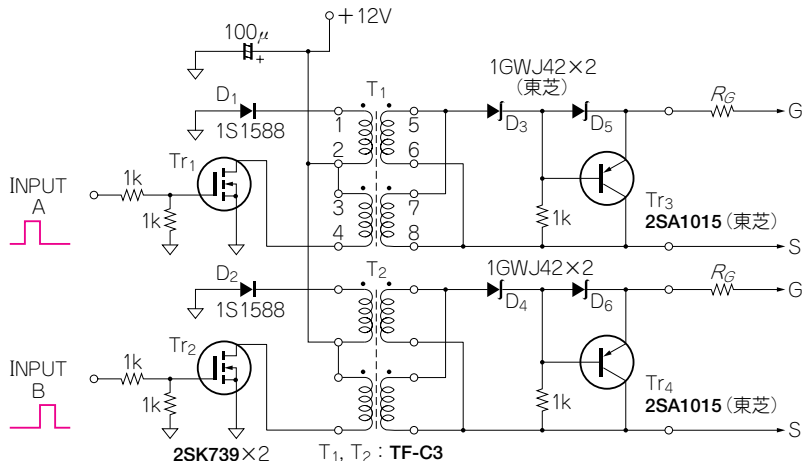 +12V
100μ
+
1GWJ42×2
(東芝)
D1
1S1588
T1
1
2
3
4
5
6
7
8
D3
D5
RG
G
Tr1
INPUT
A
1k
1k
1k
Tr3
2SA1015(東芝)
S
D2
1S1588
T2
1GWJ42×2
D4
D6
RG
G
Tr2
INPUT
B
1k
1k
1k
Tr4
2SA1015(東芝)
S
2SK739×2
T1, T2 : TF-C3